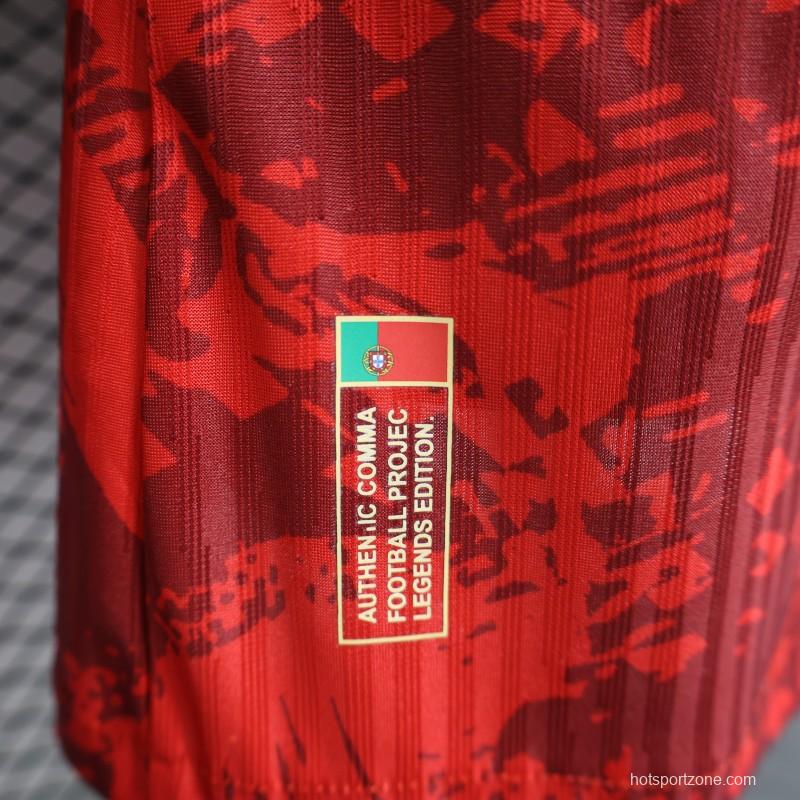 AUTHEN.IC COMMA
FOOTBALL PROJEC
LEGENDS EDITION.
hotsportzone.com